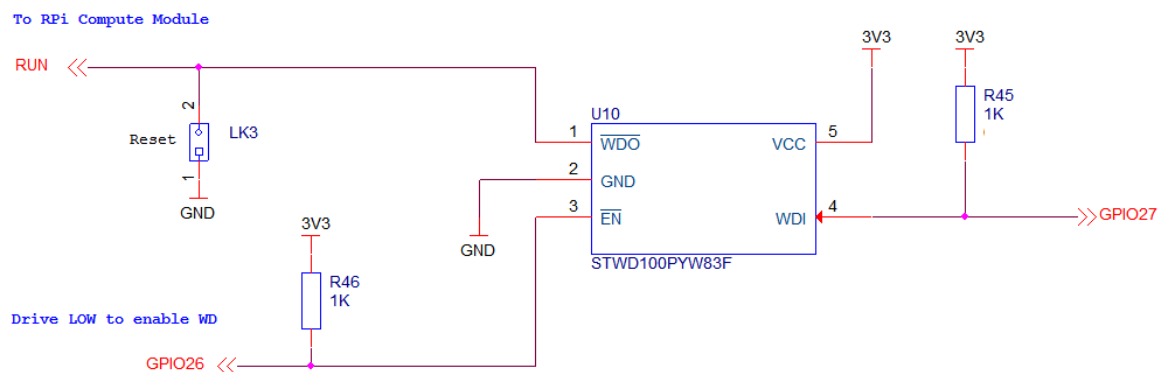 To RPi Compute Module
RUN
2
Reset
LK3
1
GND
3V3
3V3
R45
1K
U10
1
WDO
VCC
5
2
GND
3
EN
WDI
4
GPIO27
GND
STWD100PYW83F
3V3
R46
1K
Drive LOW to enable WD
GPIO26